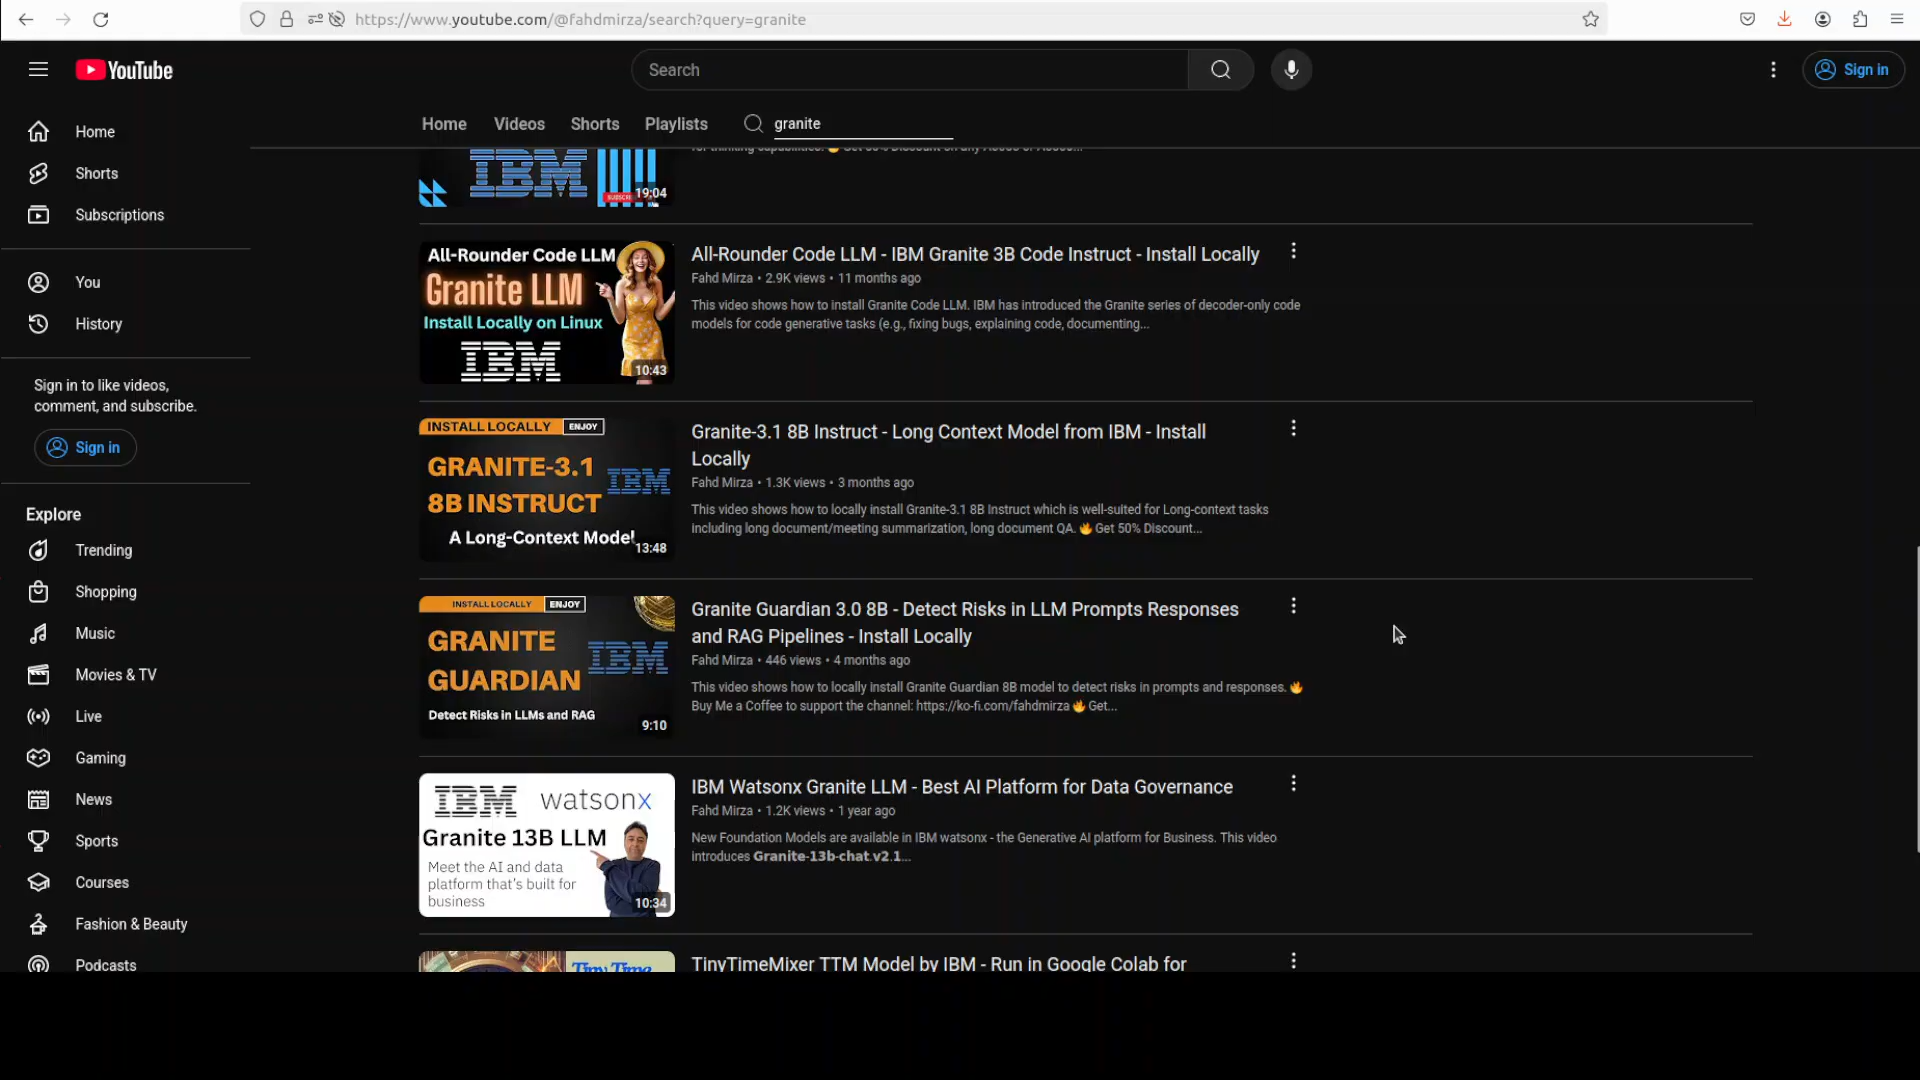 https://www.youtube.com/@fahdmirza/search?query=granite
YouTube
Search
Sign in
Home
Videos
Shorts
Playlists
granite
Home
Shorts
Subscriptions
You
History
Sign in to like videos,
comment, and subscribe.
Sign in
Explore
Trending
Shopping
Music
Movies & TV
Live
Gaming
News
Sports
Courses
Fashion & Beauty
Podcasts
IBM
SUBSCRIBE
19:04
for thinking capabilities. 🔥 Get 50% Discount on any A6000 or A5000...
All-Rounder Code LLM
Granite LLM
Install Locally on Linux
IBM
10:43
All-Rounder Code LLM - IBM Granite 3B Code Instruct - Install Locally
Fahd Mirza • 2.9K views • 11 months ago
This video shows how to install Granite Code LLM. IBM has introduced the Granite series of decoder-only code
models for code generative tasks (e.g., fixing bugs, explaining code, documenting...
INSTALL LOCALLY
ENJOY
GRANITE-3.1
8B INSTRUCT
IBM
A Long-Context Model
13:48
Granite-3.1 8B Instruct - Long Context Model from IBM - Install
Locally
Fahd Mirza • 1.3K views • 3 months ago
This video shows how to locally install Granite-3.1 8B Instruct which is well-suited for Long-context tasks
including long document/meeting summarization, long document QA. 🔥 Get 50% Discount...
INSTALL LOCALLY
ENJOY
GRANITE
GUARDIAN
IBM
Detect Risks in LLMs and RAG
9:10
Granite Guardian 3.0 8B - Detect Risks in LLM Prompts Responses
and RAG Pipelines - Install Locally
Fahd Mirza • 446 views • 4 months ago
This video shows how to locally install Granite Guardian 8B model to detect risks in prompts and responses. 🔥
Buy Me a Coffee to support the channel: https://ko-fi.com/fahdmirza 🔥 Get...
IBM watsonx
Granite 13B LLM
Meet the AI and data
platform that's built for
business
10:34
IBM Watsonx Granite LLM - Best AI Platform for Data Governance
Fahd Mirza • 1.2K views • 1 year ago
New Foundation Models are available in IBM watsonx - the Generative AI platform for Business. This video
introduces Granite-13b-chat.v2.1...
Tiny Time
TinyTimeMixer TTM Model by IBM - Run in Google Colab for